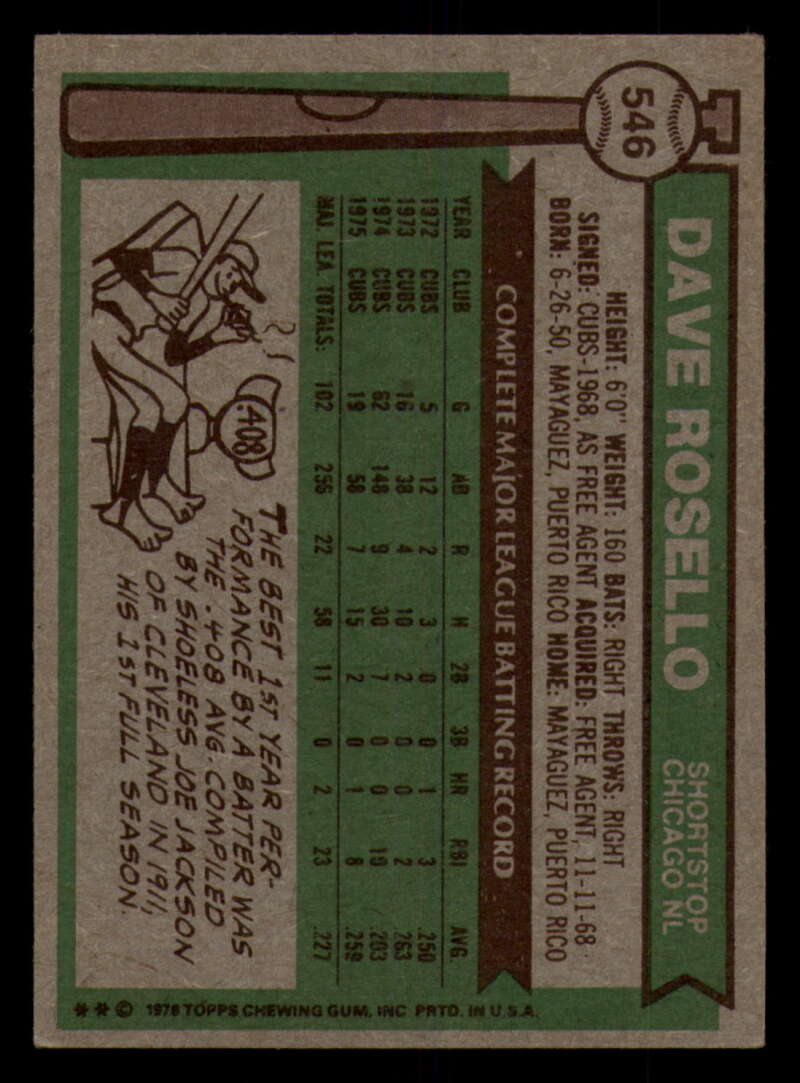 546
DAVE ROSELLO
SHORTSTOP
CHICAGO NL
HEIGHT: 6'0" WEIGHT: 160 BATS: RIGHT THROWS: RIGHT
SIGNED: CUBS-1968, AS FREE AGENT ACQUIRED: FREE AGENT, 11-11-68
BORN: 6-26-50, MAYAGUEZ, PUERTO RICO HOME: MAYAGUEZ, PUERTO RICO
COMPLETE MAJOR LEAGUE BATTING RECORD
YEAR CLUB G AB R H 2B 3B HR RBI AVG.
1972 CUBS 5 12 2 3 0 0 1 3 .250
1973 CUBS 16 38 4 10 2 0 0 2 .263
1974 CUBS 62 148 9 30 7 0 0 10 .203
1975 CUBS 19 58 7 15 2 0 1 8 .259
MAJ. LEA. TOTALS: 102 256 22 58 11 0 2 23 .227
.408
THE BEST 1ST YEAR PER-
FORMANCE BY A BATTER WAS
THE .408 AVG. COMPILED
BY SHOELESS JOE JACKSON
OF CLEVELAND IN 1911,
HIS 1ST FULL SEASON.
** © 1976 TOPPS CHEWING GUM, INC. PRTD. IN U.S.A.